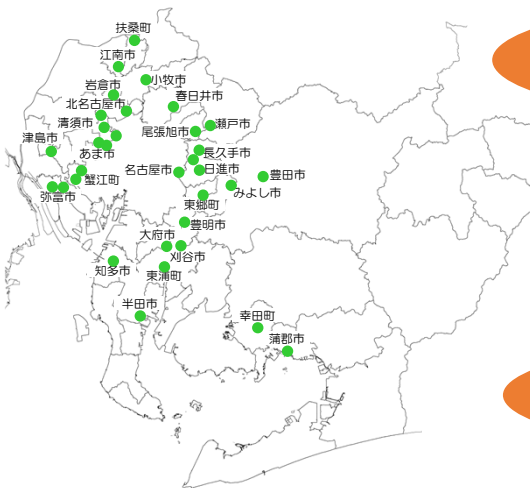 扶桑町
江南市
小牧市
岩倉市
春日井市
北名古屋市
清須市
瀬戸市
尾張旭市
津島市
あま市
長久手市
名古屋市
日進市
豊田市
蟹江町
みよし市
弥富市
東郷町
豊明市
大府市
刈谷市
知多市
東浦町
半田市
幸田町
蒲郡市